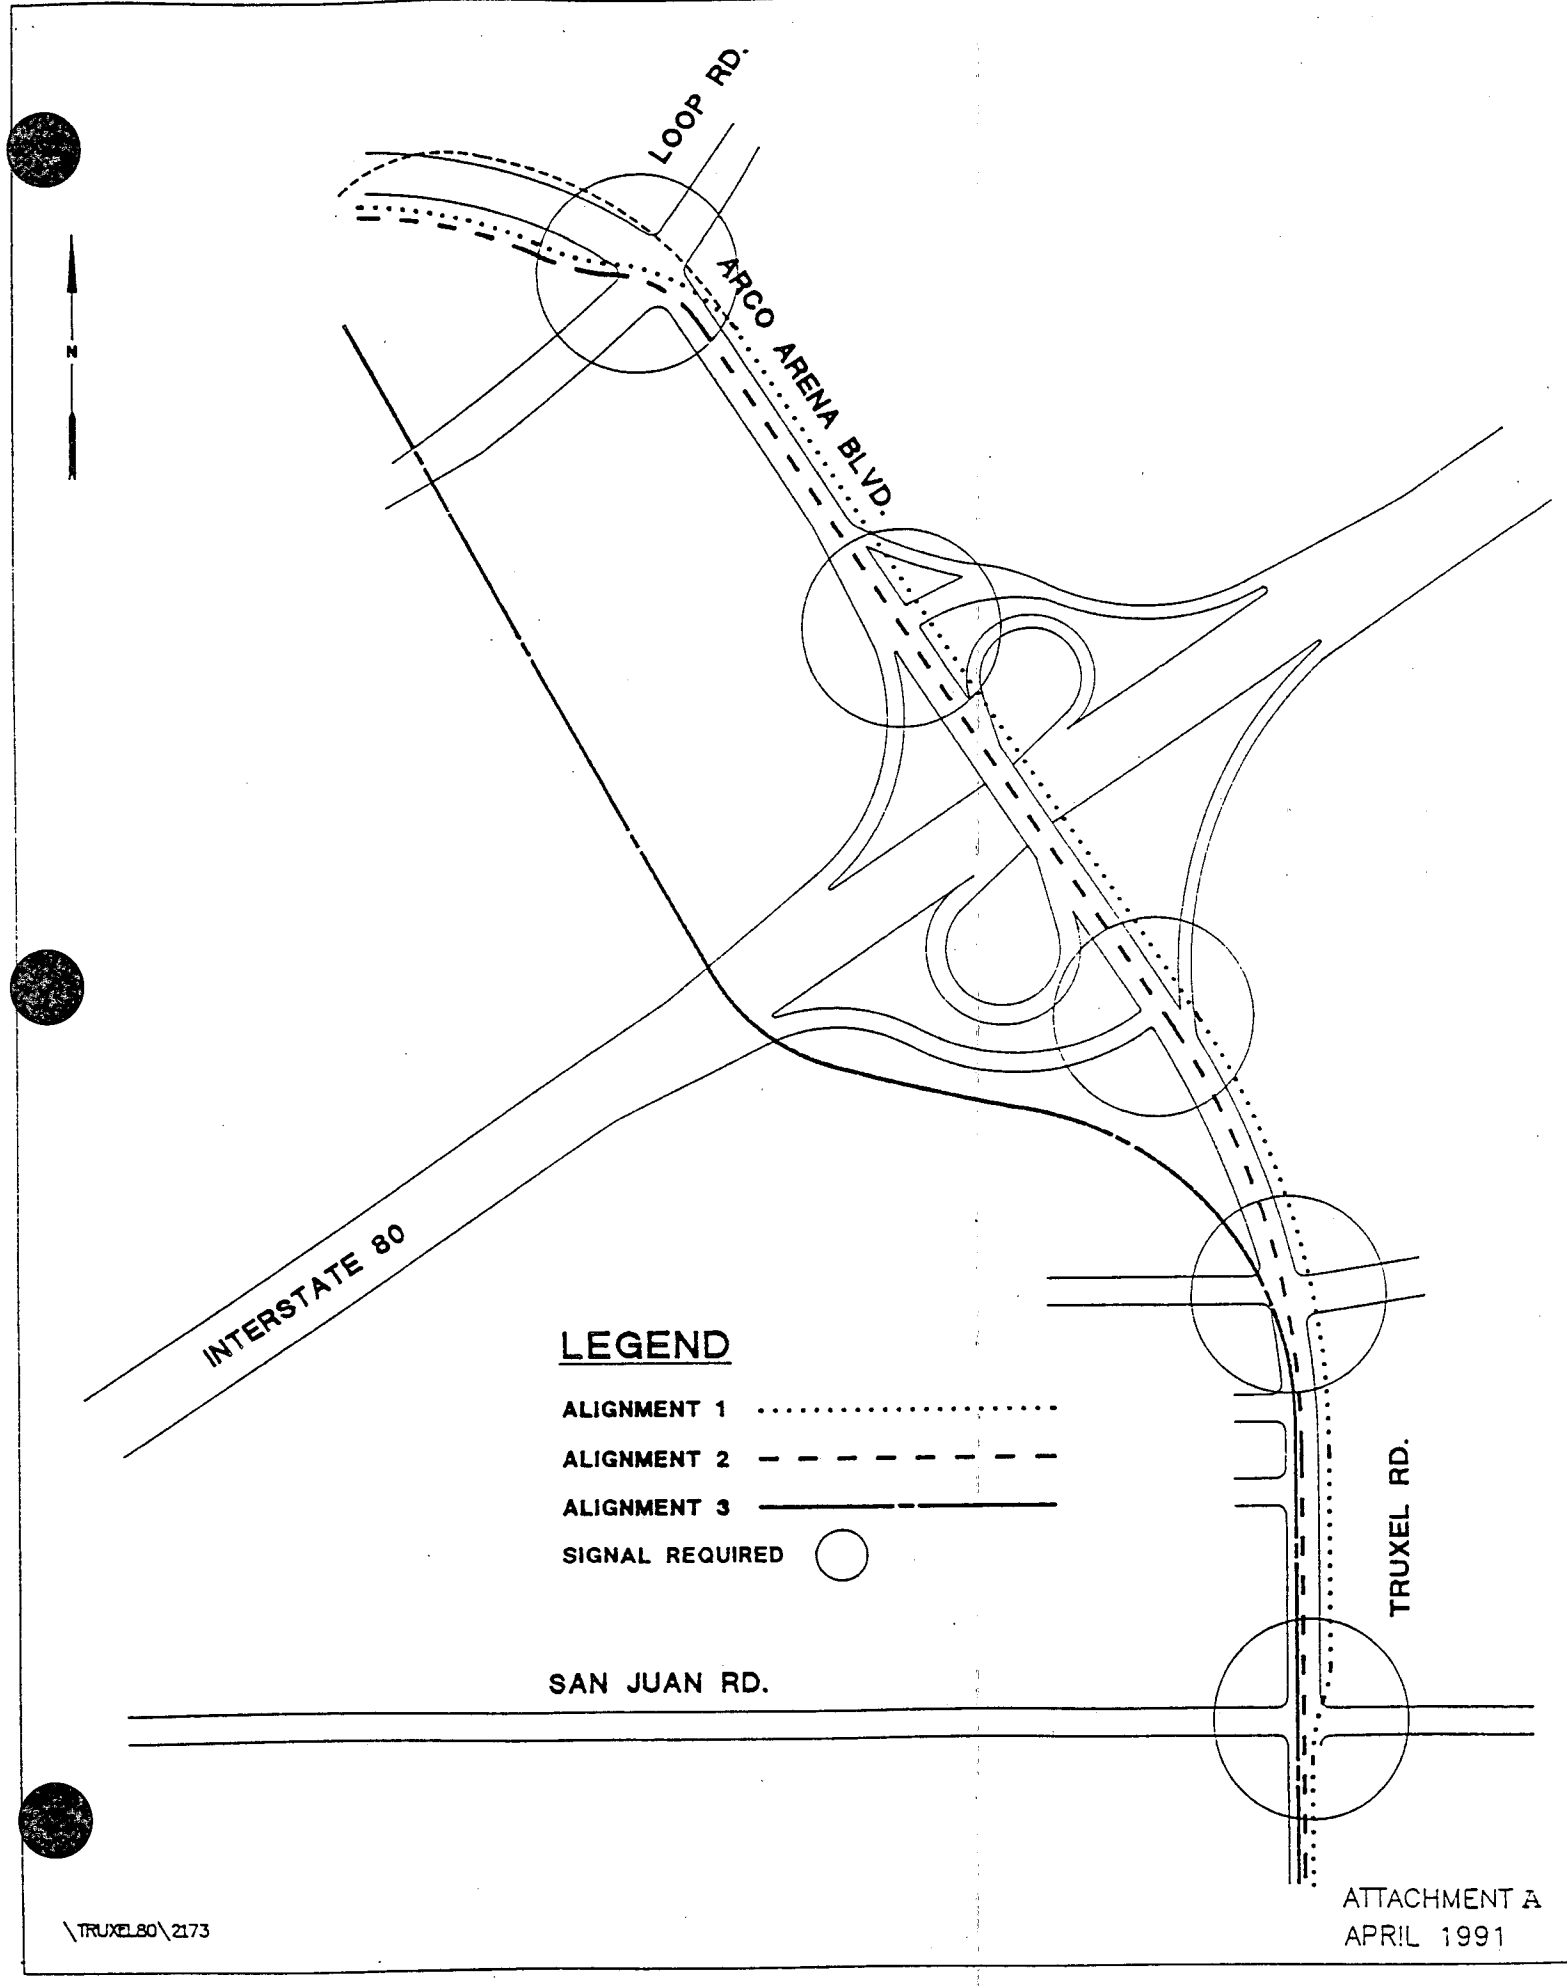 LOOP RD.
ARCO ARENA BLVD.
N
INTERSTATE 80
LEGEND
ALIGNMENT 1
ALIGNMENT 2
ALIGNMENT 3
SIGNAL REQUIRED
TRUXEL RD.
SAN JUAN RD.
ATTACHMENT A
APRIL 1991
\TRUXEL80\2173